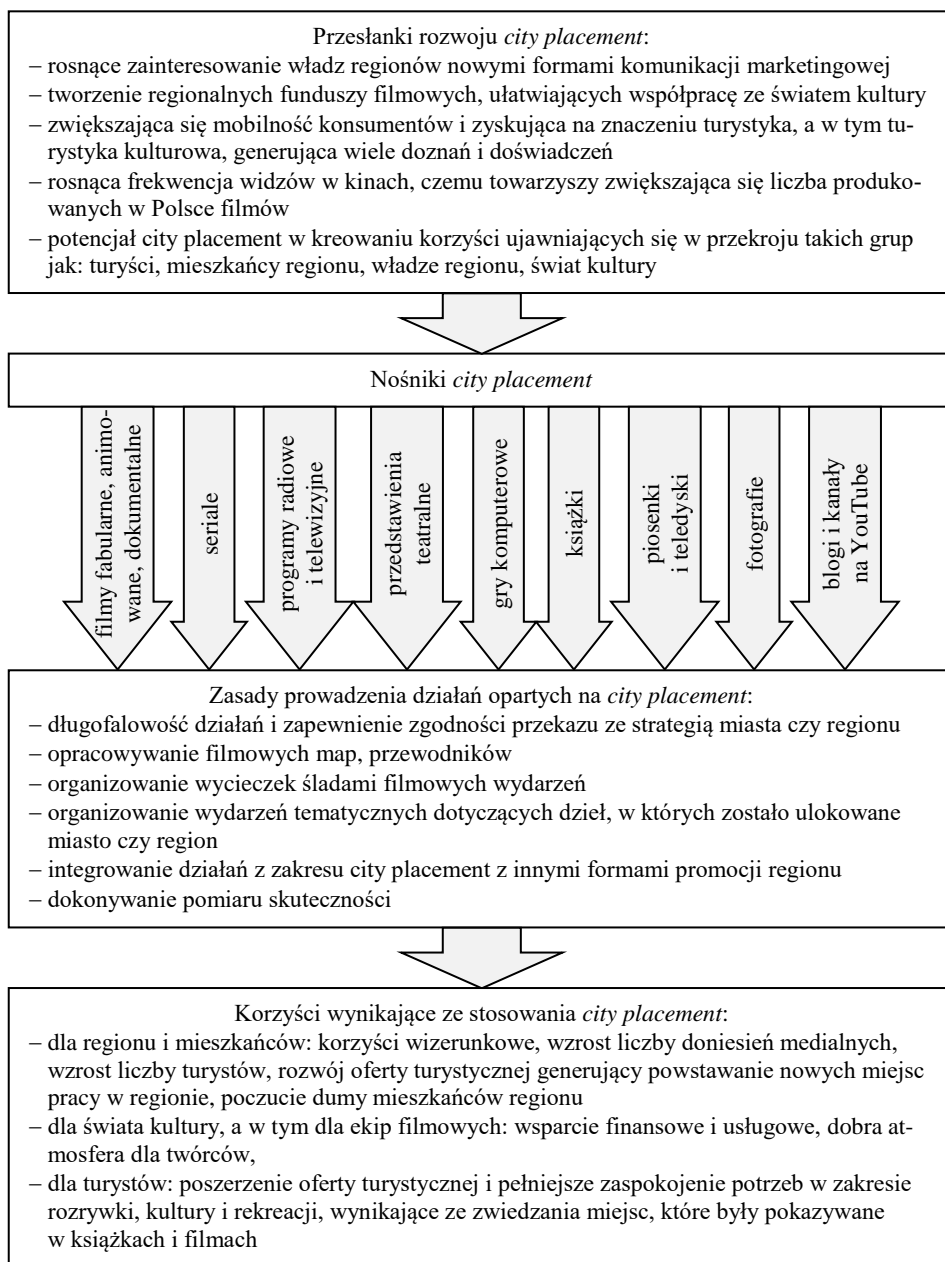 Przesłanki rozwoju city placement:
– rosnące zainteresowanie władz regionów nowymi formami komunikacji marketingowej
– tworzenie regionalnych funduszy filmowych, ułatwiających współpracę ze światem kultury
– zwiększająca się mobilność konsumentów i zyskująca na znaczeniu turystyka, a w tym tu-
rystyka kulturowa, generująca wiele doznań i doświadczeń
– rosnąca frekwencja widzów w kinach, czemu towarzyszy zwiększająca się liczba produko-
wanych w Polsce filmów
– potencjał city placement w kreowaniu korzyści ujawniających się w przekroju takich grup
jak: turyści, mieszkańcy regionu, władze regionu, świat kultury
Nośniki city placement
filmy fabularne, animo-
wane, dokumentalne
seriale
programy radiowe
i telewizyjne
przedstawienia
teatralne
gry komputerowe
książki
piosenki
i teledyski
fotografie
blogi i kanały
na YouTube
Zasady prowadzenia działań opartych na city placement:
– długofalowość działań i zapewnienie zgodności przekazu ze strategią miasta czy regionu
– opracowywanie filmowych map, przewodników
– organizowanie wycieczek śladami filmowych wydarzeń
– organizowanie wydarzeń tematycznych dotyczących dzieł, w których zostało ulokowane
miasto czy region
– integrowanie działań z zakresu city placement z innymi formami promocji regionu
– dokonywanie pomiaru skuteczności
Korzyści wynikające ze stosowania city placement:
– dla regionu i mieszkańców: korzyści wizerunkowe, wzrost liczby doniesień medialnych,
wzrost liczby turystów, rozwój oferty turystycznej generujący powstawanie nowych miejsc
pracy w regionie, poczucie dumy mieszkańców regionu
– dla świata kultury, a w tym dla ekip filmowych: wsparcie finansowe i usługowe, dobra at-
mosfera dla twórców,
– dla turystów: poszerzenie oferty turystycznej i pełniejsze zaspokojenie potrzeb w zakresie
rozrywki, kultury i rekreacji, wynikające ze zwiedzania miejsc, które były pokazywane
w książkach i filmach